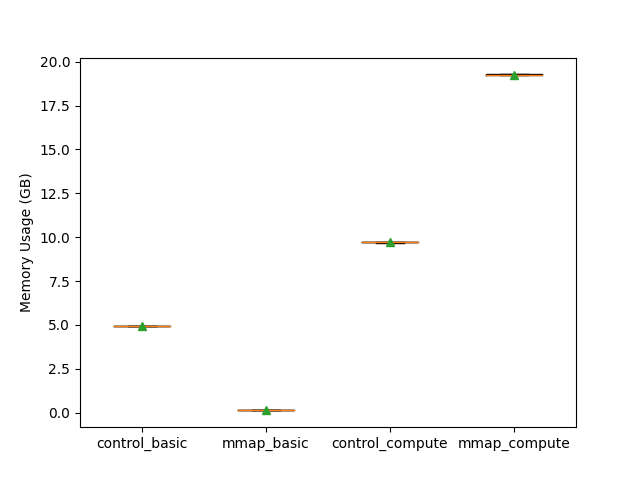 20.0
17.5
15.0
12.5
10.0
7.5
5.0
2.5
0.0
Memory Usage (GB)
control_basic
mmap_basic
control_compute
mmap_compute